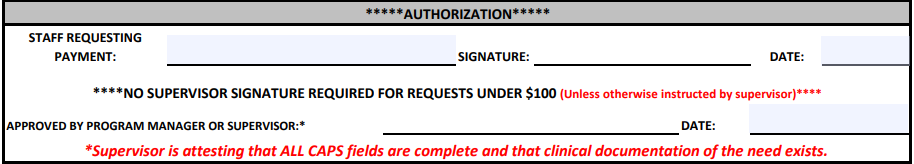 *****AUTHORIZATION*****
STAFF REQUESTING
PAYMENT: SIGNATURE: DATE:
****NO SUPERVISOR SIGNATURE REQUIRED FOR REQUESTS UNDER $100 (Unless otherwise instructed by supervisor)****
APPROVED BY PROGRAM MANAGER OR SUPERVISOR:* DATE:
*Supervisor is attesting that ALL CAPS fields are complete and that clinical documentation of the need exists.